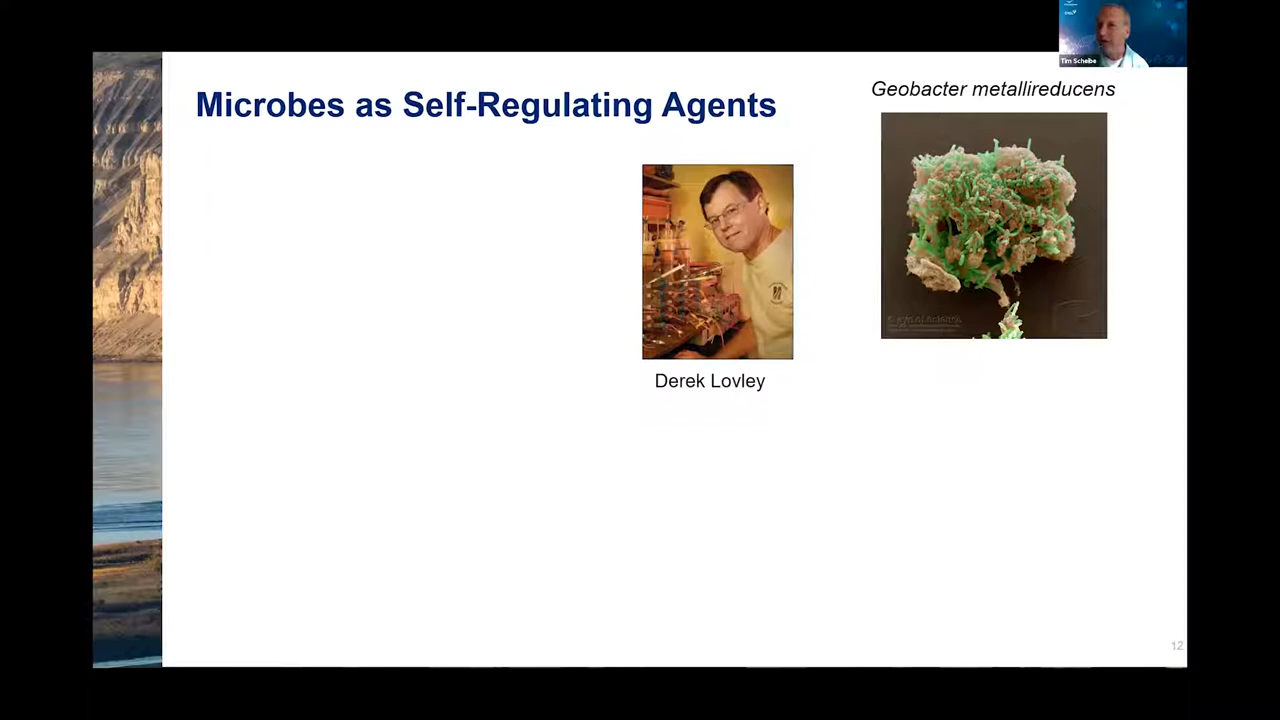 Tim Scheibe
Geobacter metallireducens
Microbes as Self-Regulating Agents
Derek Lovley
12